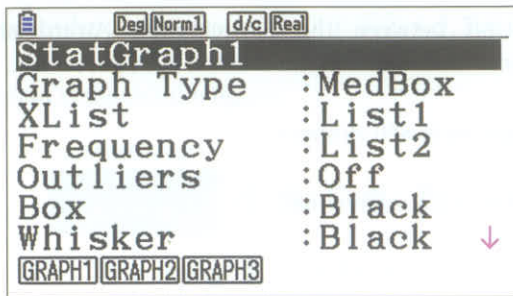 Deg Norm1 d/c Real
StatGraph1
Graph Type :MedBox
XList :List1
Frequency :List2
Outliers :Off
Box :Black
Whisker :Black ↓
GRAPH1 GRAPH2 GRAPH3